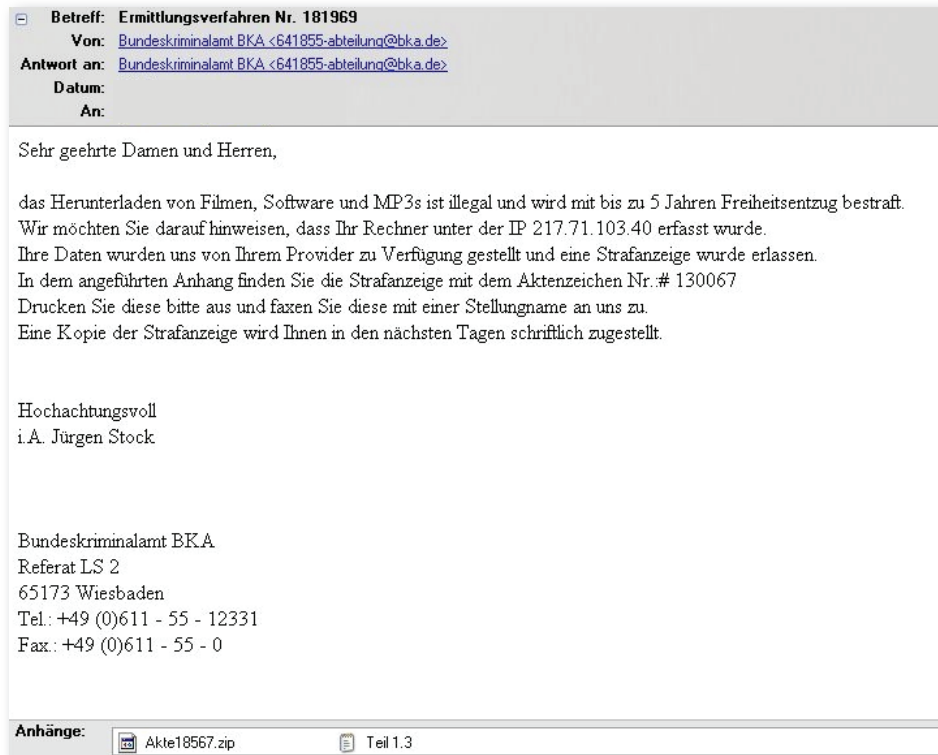 Betreff: Ermittlungsverfahren Nr. 181969
Von: Bundeskriminalamt BKA <641855-abteilung@bka.de>
Antwort an: Bundeskriminalamt BKA <641855-abteilung@bka.de>
Datum:
An:
Sehr geehrte Damen und Herren,
das Herunterladen von Filmen, Software und MP3s ist illegal und wird mit bis zu 5 Jahren Freiheitsentzug bestraft.
Wir möchten Sie darauf hinweisen, dass Ihr Rechner unter der IP 217.71.103.40 erfasst wurde.
Ihre Daten wurden uns von Ihrem Provider zu Verfügung gestellt und eine Strafanzeige wurde erlassen.
In dem angeführten Anhang finden Sie die Strafanzeige mit dem Aktenzeichen Nr.:# 130067
Drucken Sie diese bitte aus und faxen Sie diese mit einer Stellungname an uns zu.
Eine Kopie der Strafanzeige wird Ihnen in den nächsten Tagen schriftlich zugestellt.
Hochachtungsvoll
i.A. Jürgen Stock
Bundeskriminalamt BKA
Referat LS 2
65173 Wiesbaden
Tel.: +49 (0)611 - 55 - 12331
Fax.: +49 (0)611 - 55 - 0
Anhänge: Akte18567.zip Teil 1.3